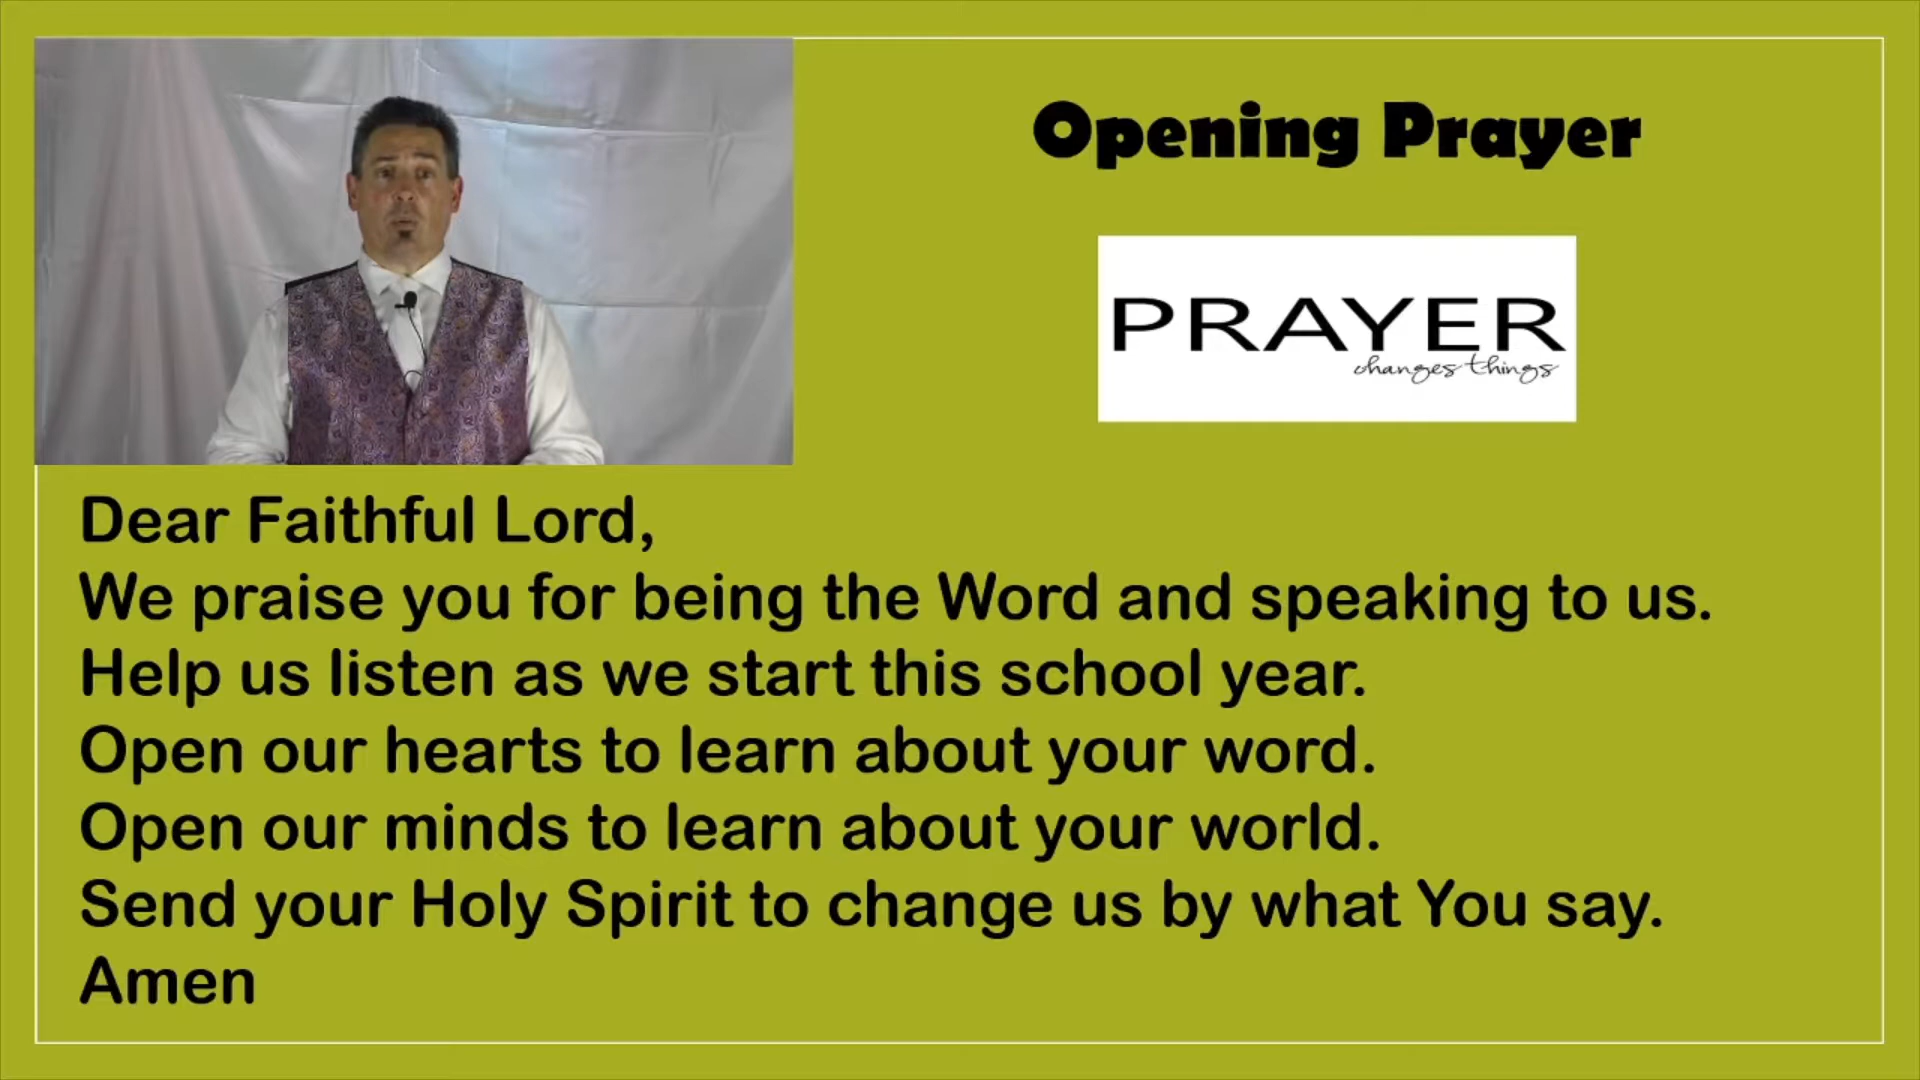 Opening Prayer
PRAYER
changes things
Dear Faithful Lord,
We praise you for being the Word and speaking to us.
Help us listen as we start this school year.
Open our hearts to learn about your word.
Open our minds to learn about your world.
Send your Holy Spirit to change us by what You say.
Amen